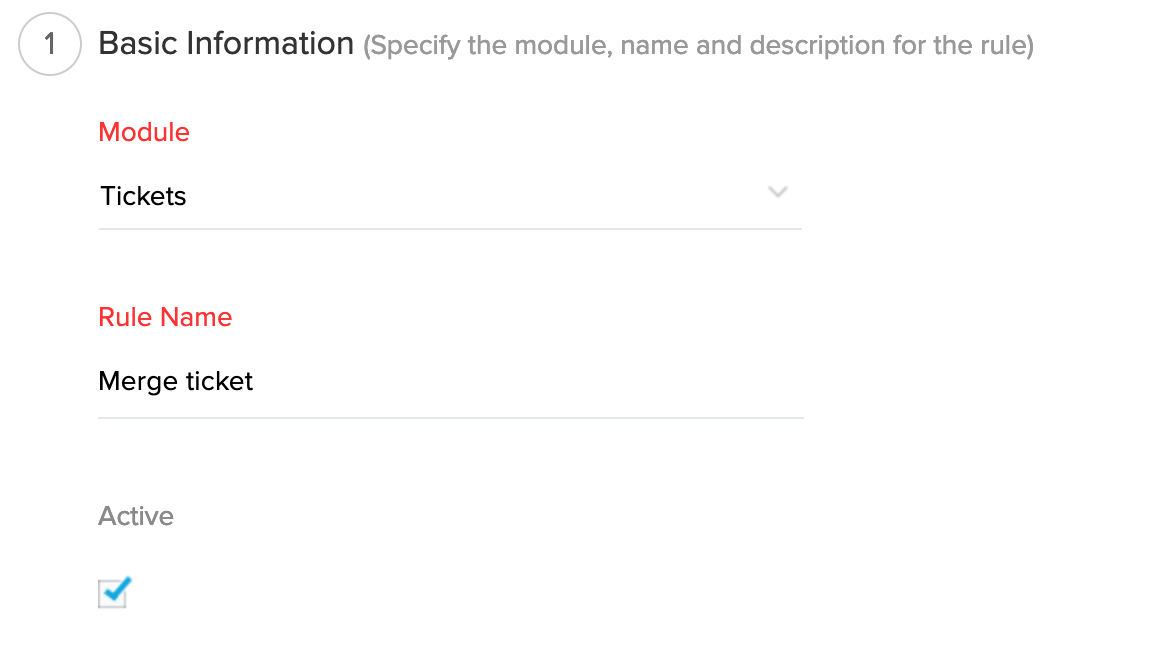 1
Basic Information (Specify the module, name and description for the rule)
Module
Tickets
Rule Name
Merge ticket
Active